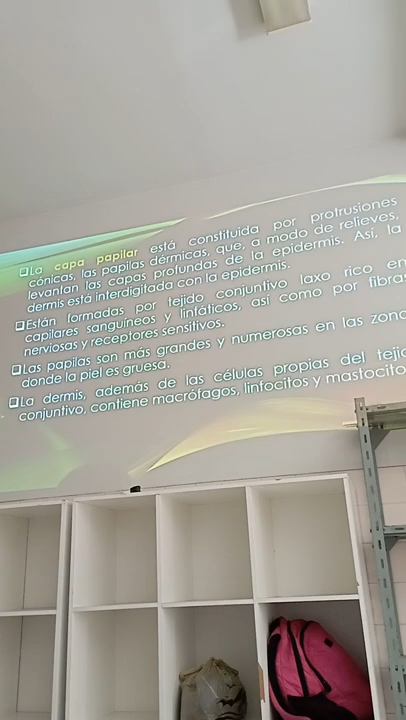 ❑La capa papilar está constituida por protrusiones
cónicas, las papilas dérmicas, que, a modo de relieves,
levantan las capas profundas de la epidermis. Así, la
dermis está interdigitada con la epidermis.
❑Están formadas por tejido conjuntivo laxo rico en
capilares sanguíneos y linfáticos, así como por fibras
nerviosas y receptores sensitivos.
❑Las papilas son más grandes y numerosas en las zona
donde la piel es gruesa.
❑La dermis, además de las células propias del tejid
conjuntivo, contiene macrófagos, linfocitos y mastocito